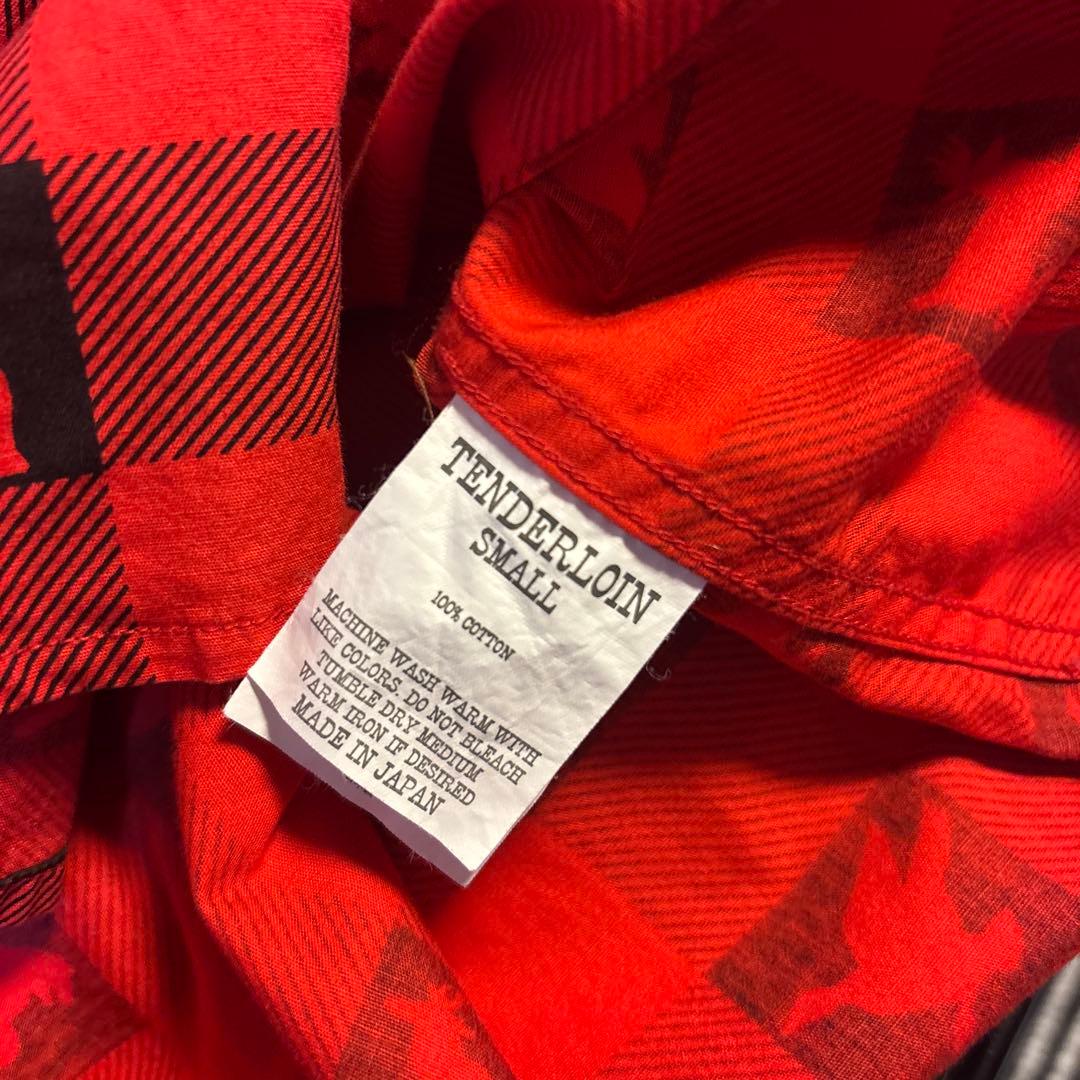 TENDERLOIN
SMALL
100% COTTON
MACHINE WASH WARM WITH
LIKE COLORS. DO NOT BLEACH
TUMBLE DRY MEDIUM
WARM IRON IF DESIRED
MADE IN JAPAN